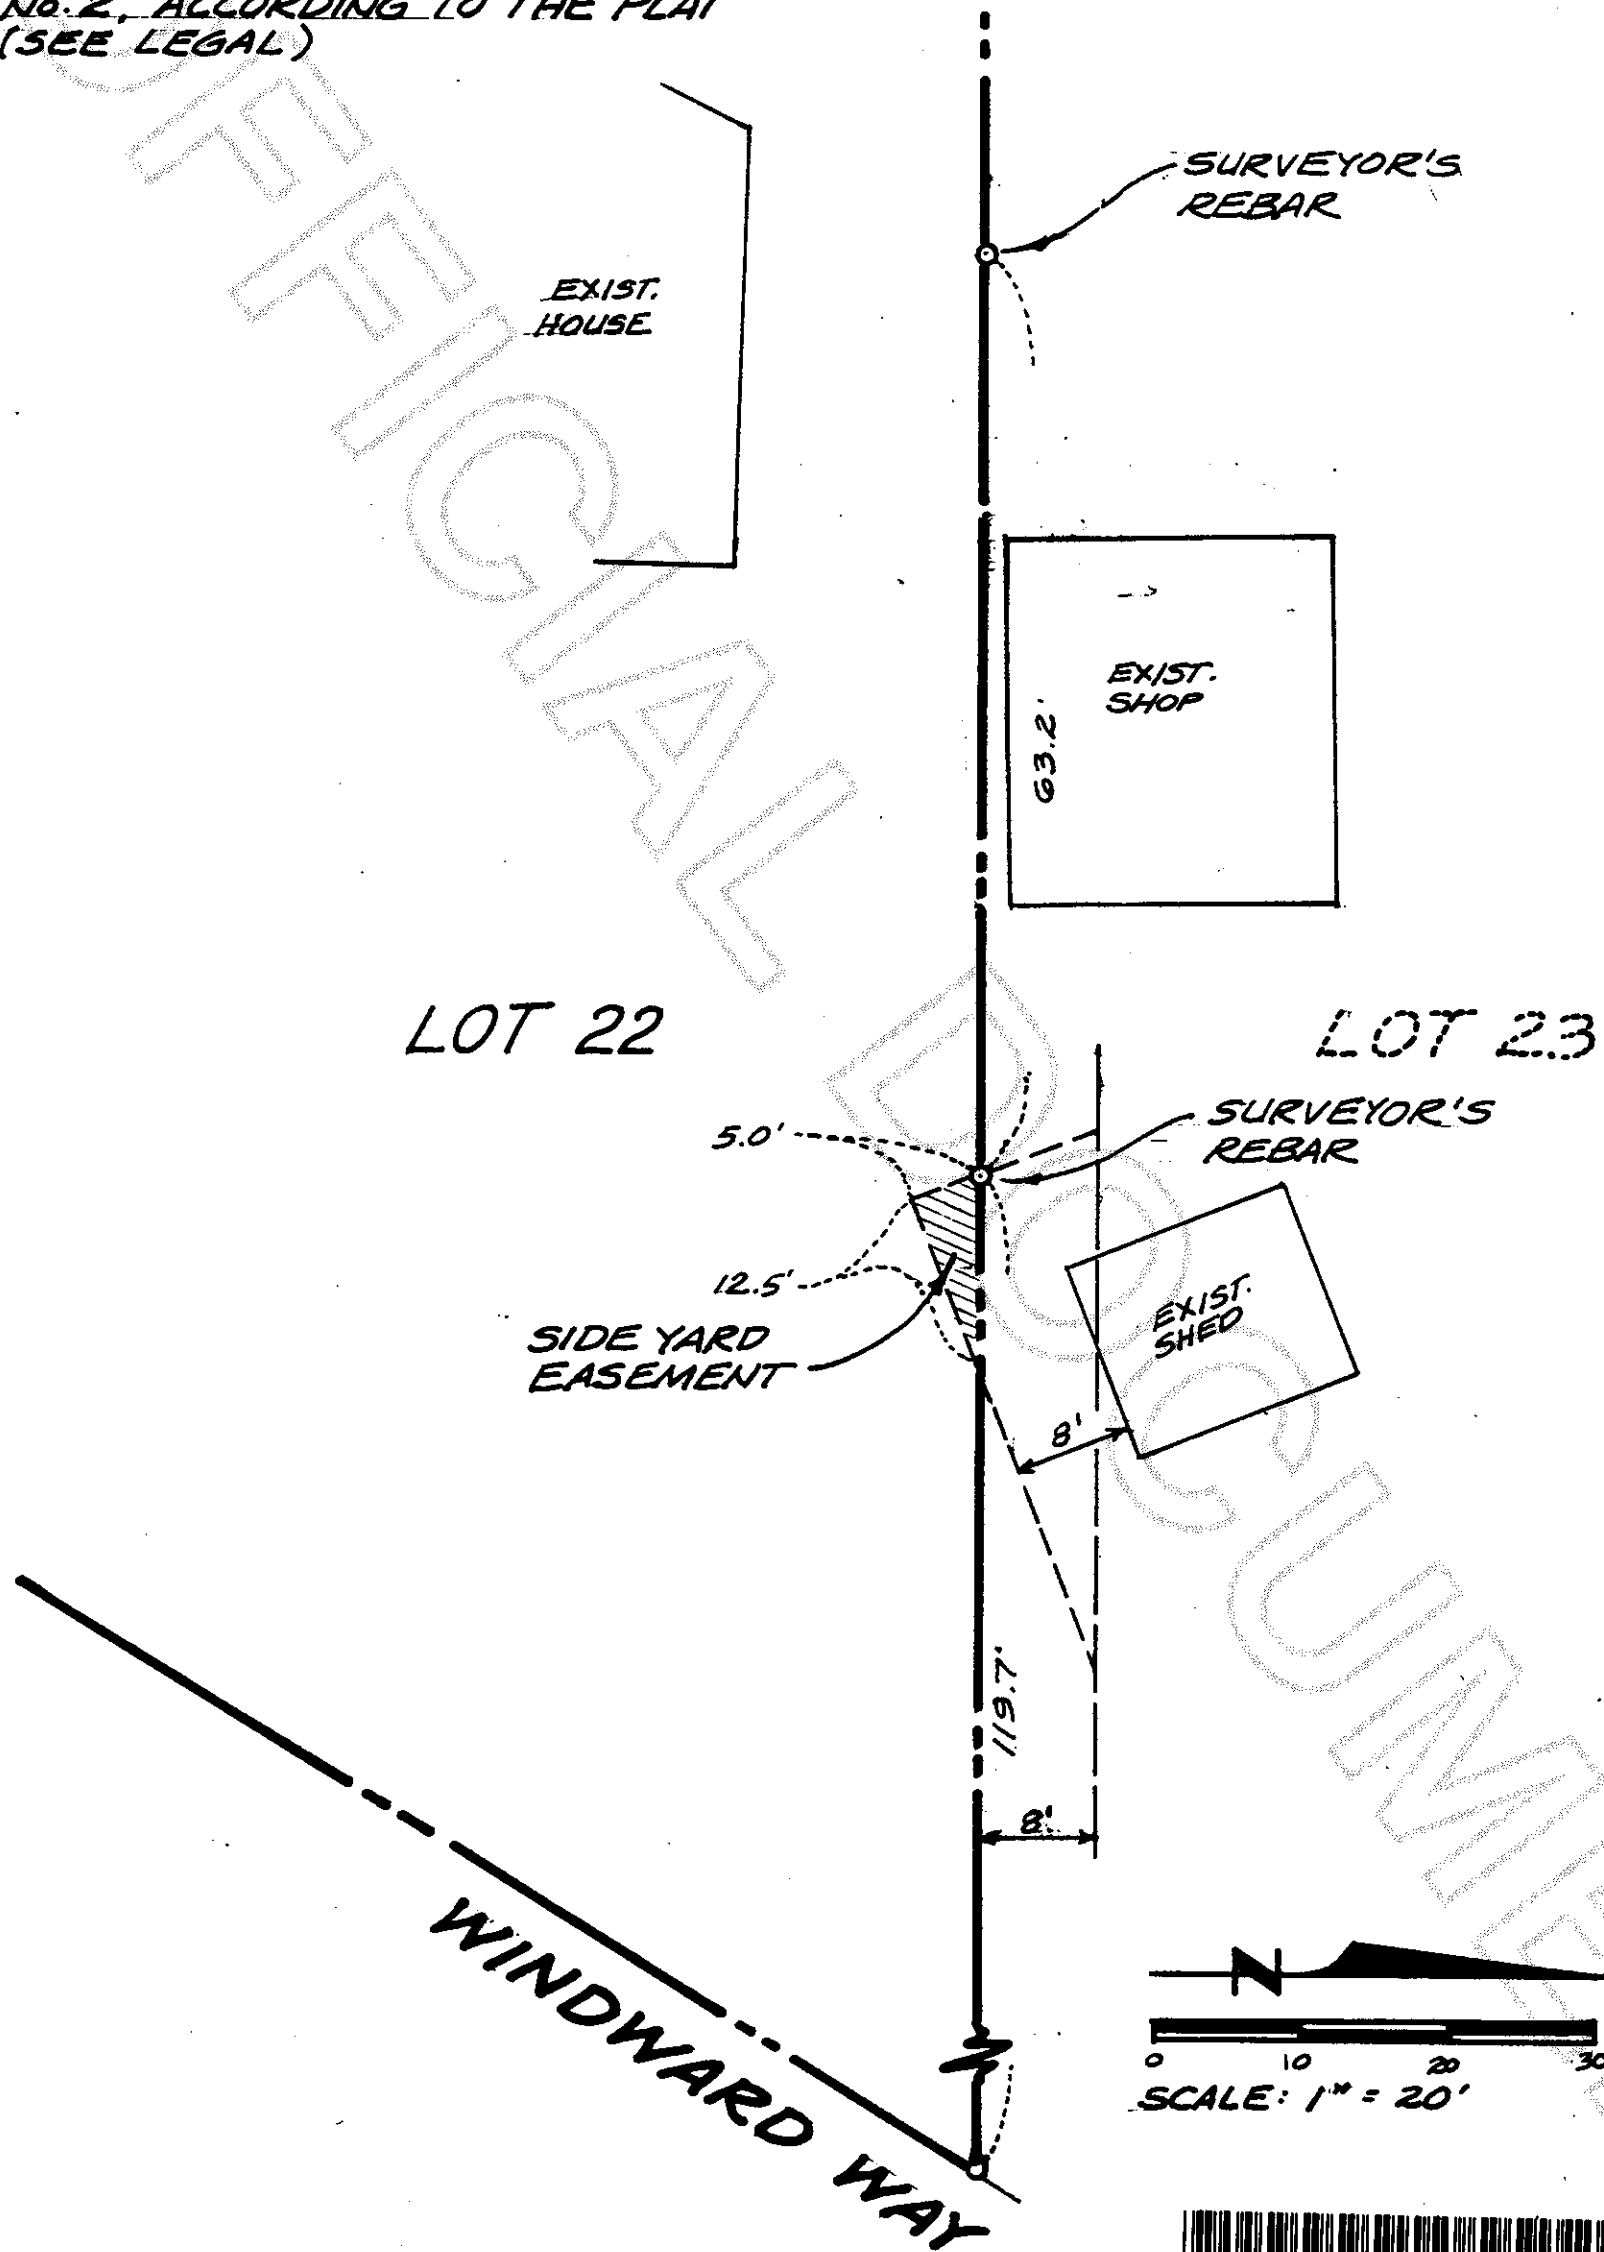 No. 2, ACCORDING TO THE PLAT
(SEE LEGAL)
SURVEYOR'S
REBAR
EXIST.
HOUSE
EXIST.
SHOP
63.2'
LOT 22
LOT 23
5.0'
SURVEYOR'S
REBAR
12.5'
EXIST.
SHED
SIDE YARD
EASEMENT
8'
119.7'
8'
WINDWARD WAY
N
0 10 20 30
SCALE: 1" = 20'
OFFICIAL DOCUME